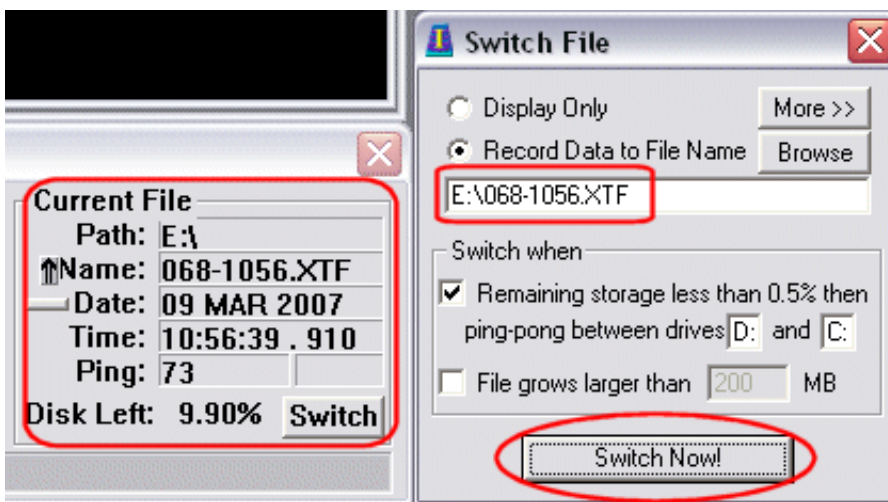 Current File
Path: E:\
Name: 068-1056.XTF
Date: 09 MAR 2007
Time: 10:56:39 . 910
Ping: 73
Disk Left: 9.90% Switch
Switch File
Display Only More >>
Record Data to File Name Browse
E:\068-1056.XTF
Switch when
Remaining storage less than 0.5% then
ping-pong between drives D: and C:
File grows larger than 200 MB
Switch Now!